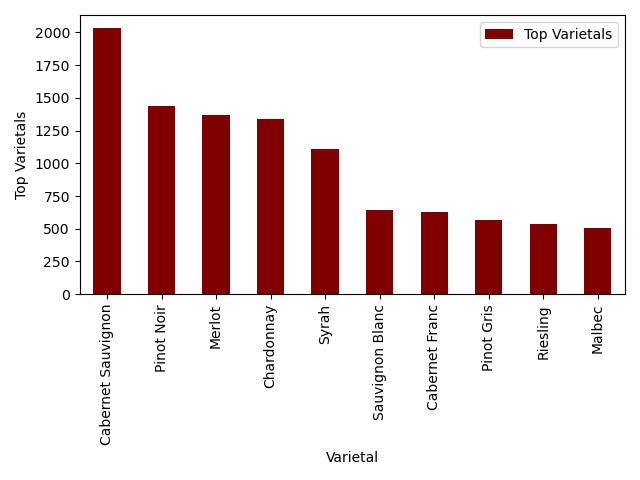 Top Varietals
2000
1750
1500
1250
1000
750
500
250
0
Top Varietals
Cabernet Sauvignon
Pinot Noir
Merlot
Chardonnay
Syrah
Sauvignon Blanc
Cabernet Franc
Pinot Gris
Riesling
Malbec
Varietal